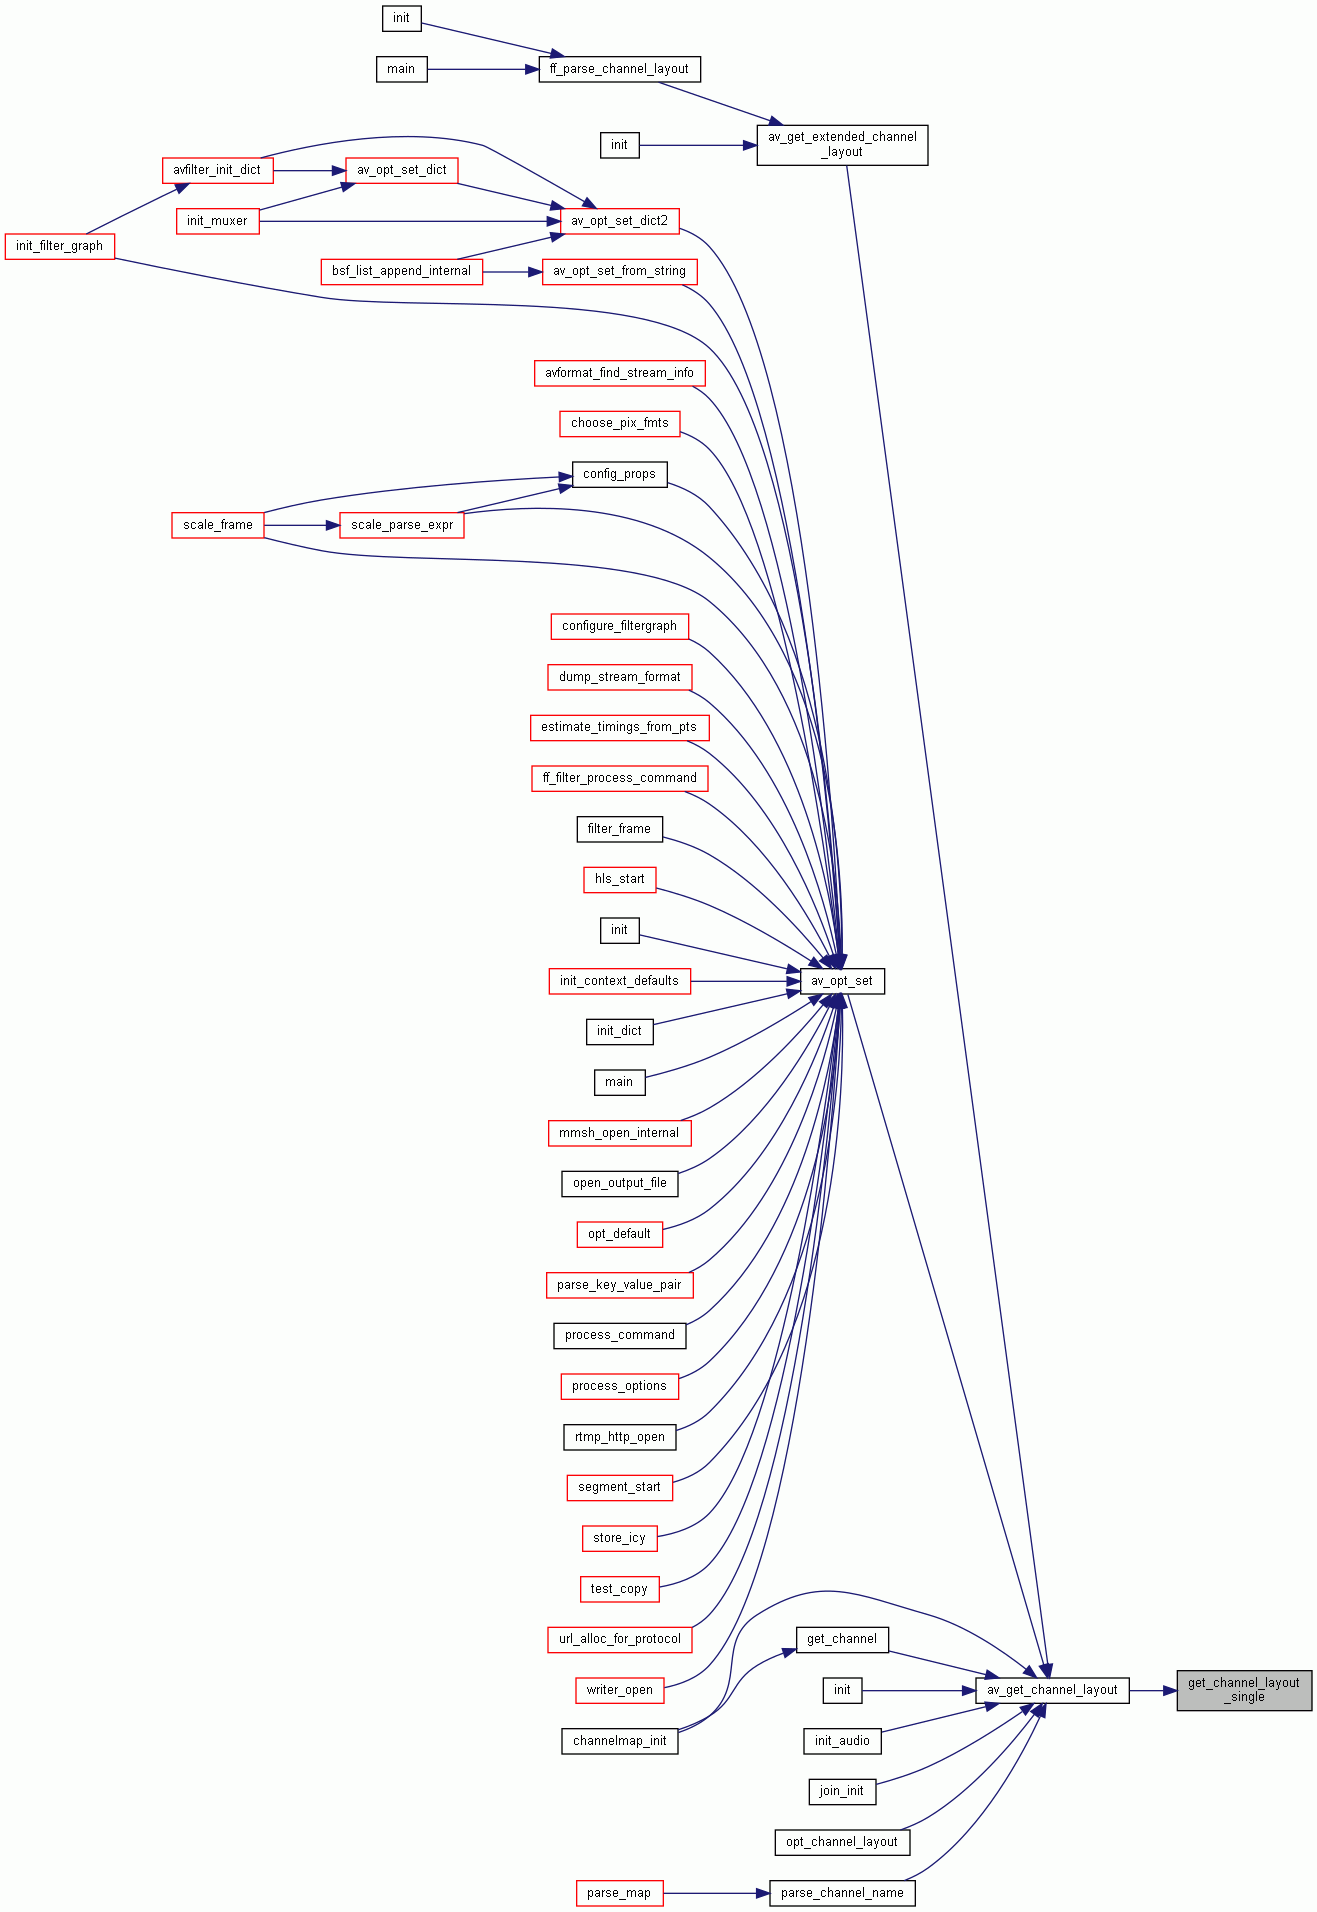 init
main
ff_parse_channel_layout
av_get_extended_channel
_layout
init
avfilter_init_dict
av_opt_set_dict
init_muxer
av_opt_set_dict2
init_filter_graph
bsf_list_append_internal
av_opt_set_from_string
avformat_find_stream_info
choose_pix_fmts
config_props
scale_frame
scale_parse_expr
configure_filtergraph
dump_stream_format
estimate_timings_from_pts
ff_filter_process_command
filter_frame
hls_start
init
av_opt_set
init_context_defaults
init_dict
main
mmsh_open_internal
open_output_file
opt_default
parse_key_value_pair
process_command
process_options
rtmp_http_open
segment_start
store_icy
test_copy
url_alloc_for_protocol
get_channel
writer_open
init
av_get_channel_layout
get_channel_layout
_single
channelmap_init
init_audio
join_init
opt_channel_layout
parse_map
parse_channel_name